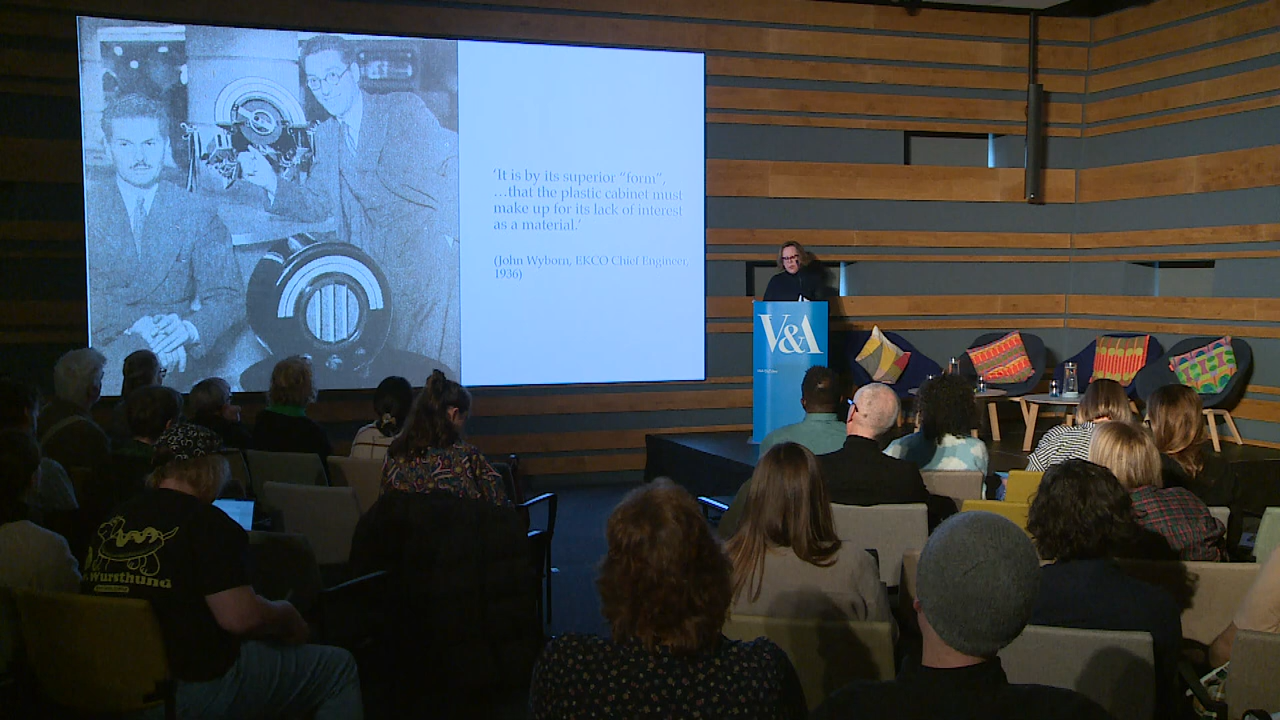 'It is by its superior "form",
...that the plastic cabinet must
make up for its lack of interest
as a material.'
(John Wyborn, EKCO Chief Engineer,
1936)
V&A
Wursthund